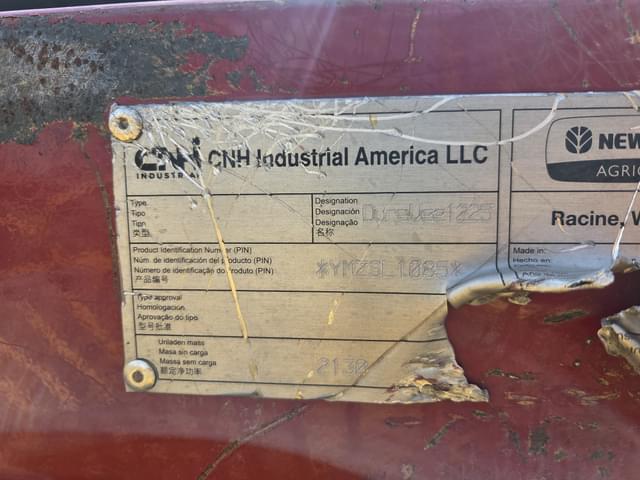 CNH CNH Industrial America LLC
INDUSTRIAL
NEW
AGRIC
Racine, W
Type
Tipo
Tipo
类型
Designation
Designación
Designação
名称
DuraVee1225
Product Identification Number (PIN)
Núm. de identificación del producto (PIN)
Número de identificação do produto (PIN)
产品编号
*YMZSL1085*
Made in:
Hecho en:
Type approval
Homologación
Aprovação do tipo
型号批准
Unladen mass
Masa sin carga
Massa sem carga
额定净功率
2130